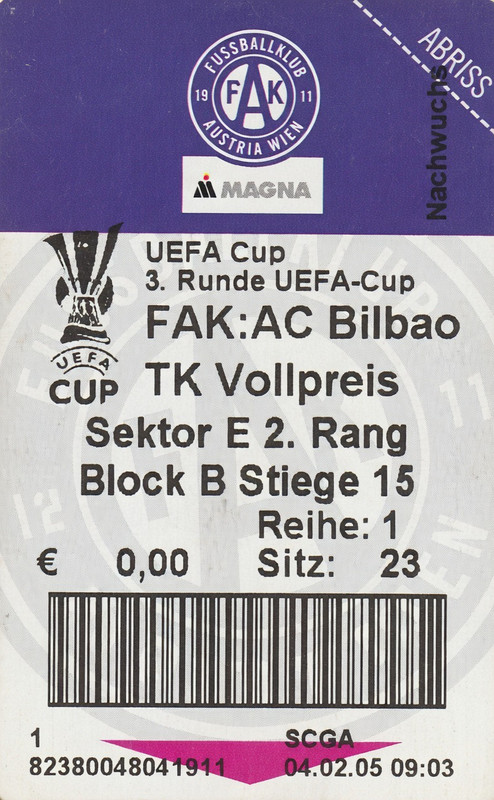 FUSSBALLKLUB
19 FAK 11
AUSTRIA WIEN
MAGNA
ABRISS
Nachwuchs
UEFA Cup
3. Runde UEFA-Cup
FAK:AC Bilbao
UEFA
CUP
TK Vollpreis
Sektor E 2. Rang
Block B Stiege 15
Reihe: 1
€ 0,00 Sitz: 23
1 SCGA
82380048041911 04.02.05 09:03